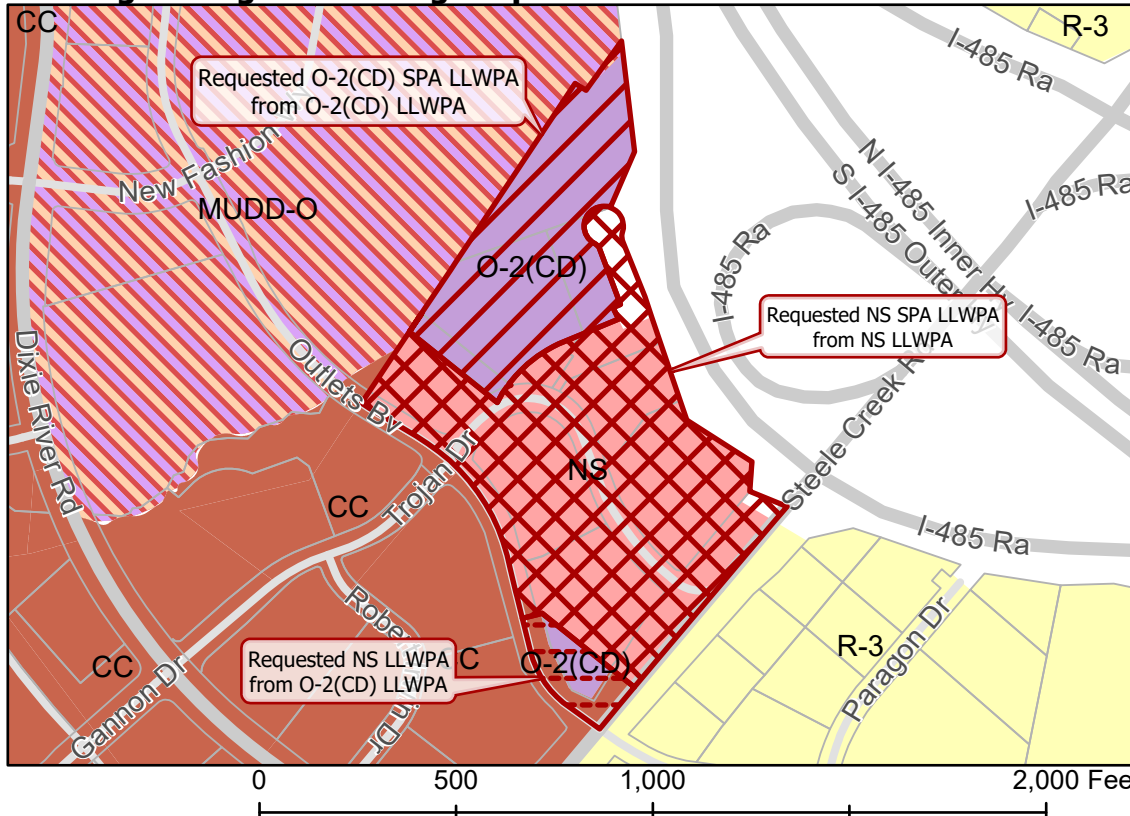 CC
R-3
I-485 Ra
Requested O-2(CD) SPA LLWPA
from O-2(CD) LLWPA
New Fashion
MUDD-O
N I-485 Inner Hy
S I-485 Outer
I-485 Ra
I-485 Ra
O-2(CD)
Requested NS SPA LLWPA
from NS LLWPA
I-485 Ra
Dixie River Rd
Outlets Bv
Steele Creek Rd
Trojan Dr
NS
CC
I-485 Ra
R-3
Paragon Dr
Requested NS LLWPA
from O-2(CD) LLWPA
O-2(CD)
CC
Gannon Dr
Dr
0 500 1,000 2,000 Fee